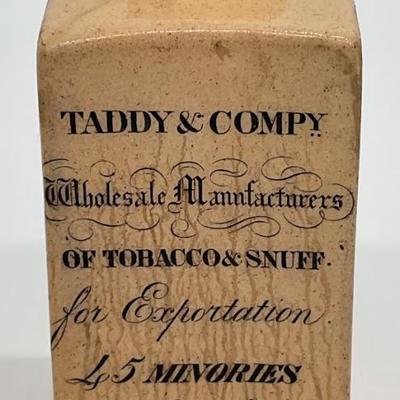 TADDY & COMPY
Wholesale Manufacturers
OF TOBACCO & SNUFF.
for Exportation
45 MINORIES